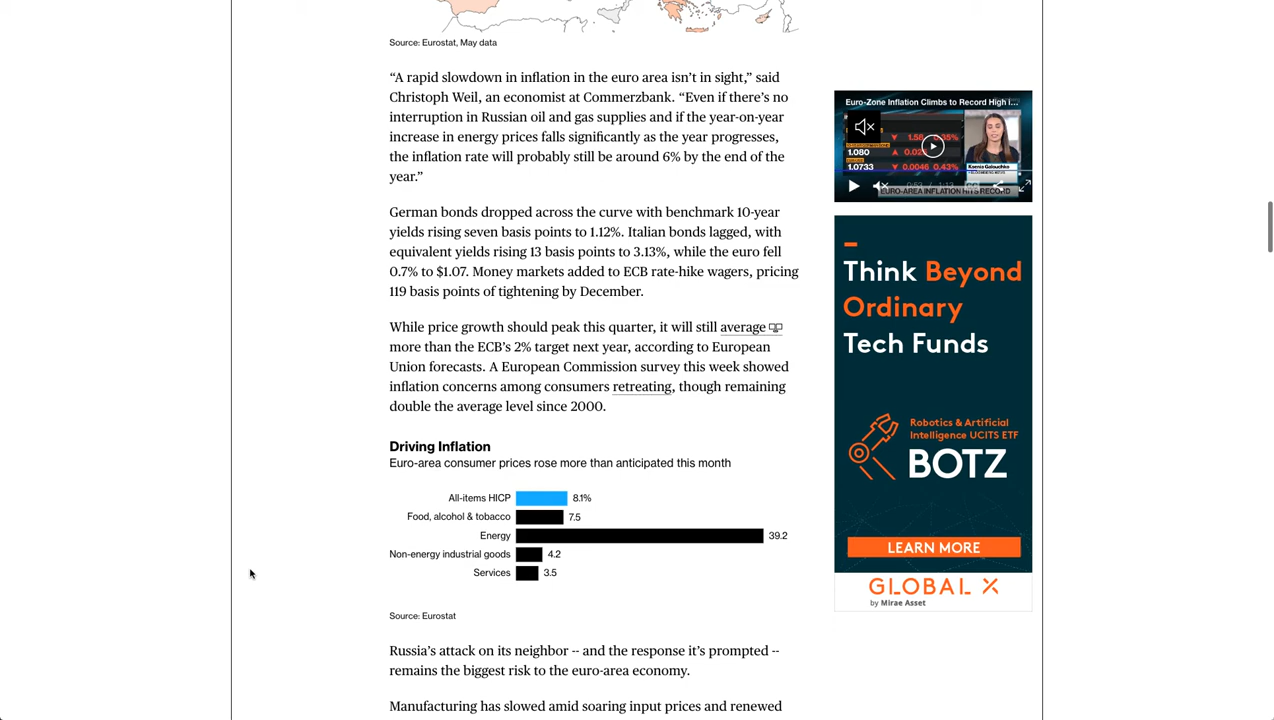 Source: Eurostat, May data
“A rapid slowdown in inflation in the euro area isn’t in sight,” said
Christoph Weil, an economist at Commerzbank. “Even if there’s no
interruption in Russian oil and gas supplies and if the year-on-year
increase in energy prices falls significantly as the year progresses,
the inflation rate will probably still be around 6% by the end of the
year.”
German bonds dropped across the curve with benchmark 10-year
yields rising seven basis points to 1.12%. Italian bonds lagged, with
equivalent yields rising 13 basis points to 3.13%, while the euro fell
0.7% to $1.07. Money markets added to ECB rate-hike wagers, pricing
119 basis points of tightening by December.
While price growth should peak this quarter, it will still average
more than the ECB’s 2% target next year, according to European
Union forecasts. A European Commission survey this week showed
inflation concerns among consumers retreating, though remaining
double the average level since 2000.
Driving Inflation
Euro-area consumer prices rose more than anticipated this month
All-items HICP 8.1%
Food, alcohol & tobacco 7.5
Energy 39.2
Non-energy industrial goods 4.2
Services 3.5
Source: Eurostat
Russia’s attack on its neighbor -- and the response it’s prompted --
remains the biggest risk to the euro-area economy.
Manufacturing has slowed amid soaring input prices and renewed
Euro-Zone Inflation Climbs to Record High I...
1.080
1.0733 0.0046 0.43%
EURO-AREA INFLATION HITS RECORD
Think Beyond
Ordinary
Tech Funds
Robotics & Artificial
Intelligence UCITS ETF
BOTZ
LEARN MORE
GLOBAL X
by Mirae Asset